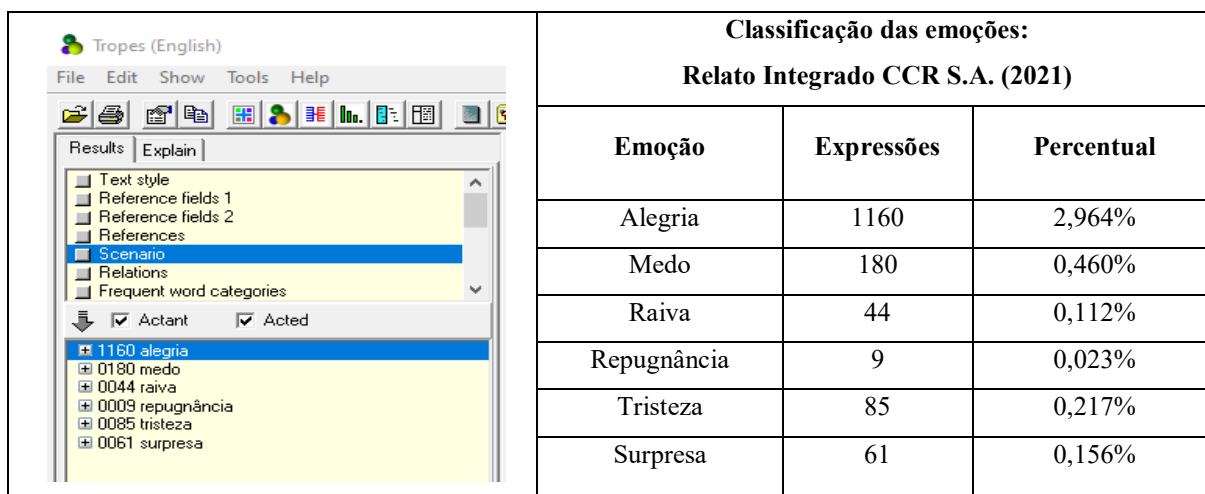 Tropes (English)
File Edit Show Tools Help
Results Explain
Text style
Reference fields 1
Reference fields 2
References
Scenario
Relations
Frequent word categories
Actant Acted
1160 alegria
0180 medo
0044 raiva
0009 repugnância
0085 tristeza
0061 surpresa
Classificação das emoções:
Relato Integrado CCR S.A. (2021)
Emoção Expressões Percentual
Alegria 1160 2,964%
Medo 180 0,460%
Raiva 44 0,112%
Repugnância 9 0,023%
Tristeza 85 0,217%
Surpresa 61 0,156%